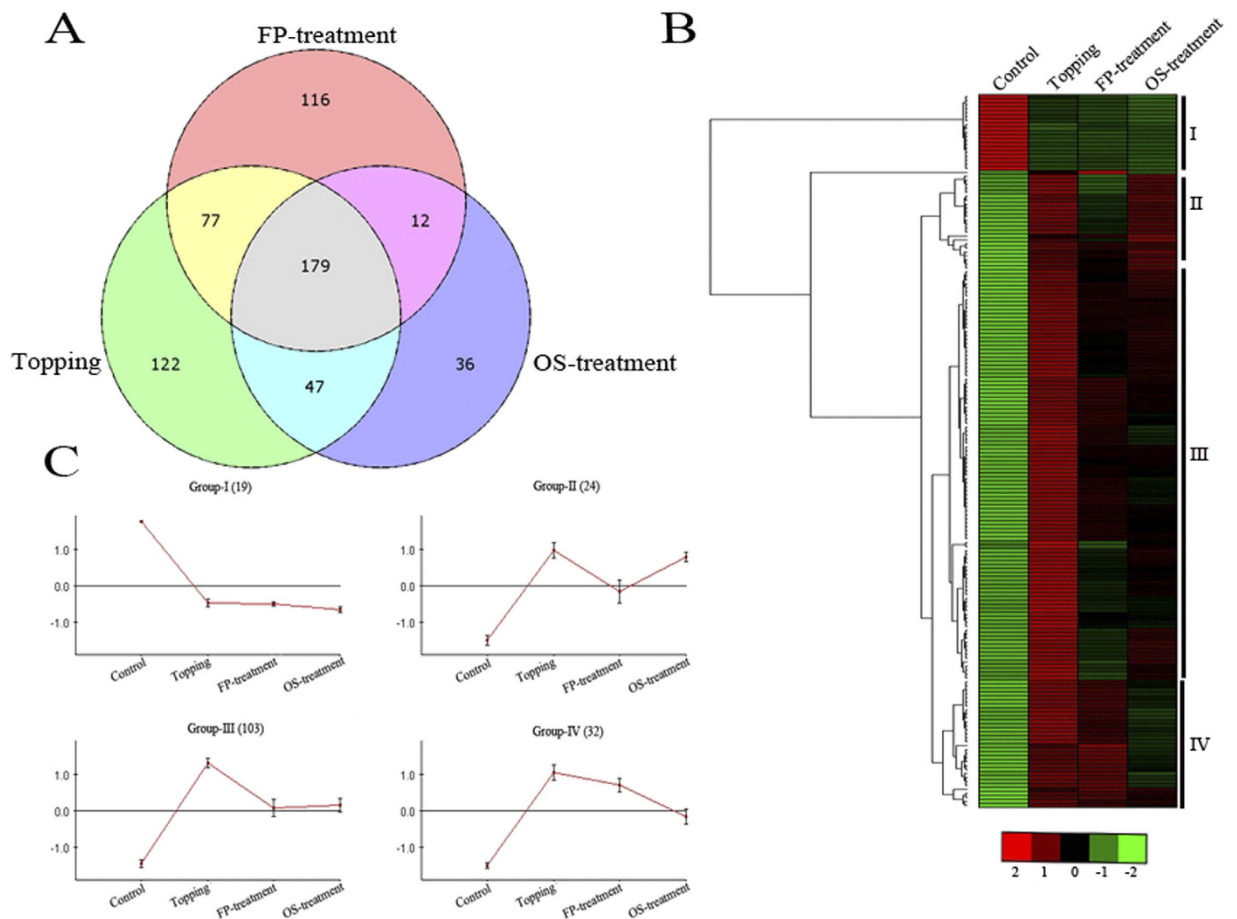 A
FP-treatment
116
77
12
179
Topping
122
47
36
OS-treatment
B
Control
Topping
FP-treatment
OS-treatment
I
II
III
IV
2 1 0 -1 -2
C
Group-I (19)
1.0
0.0
-1.0
Control
Topping
FP-treatment
OS-treatment
Group-II (24)
1.0
0.0
-1.0
Control
Topping
FP-treatment
OS-treatment
Group-III (103)
1.0
0.0
-1.0
Control
Topping
FP-treatment
OS-treatment
Group-IV (32)
1.0
0.0
-1.0
Control
Topping
FP-treatment
OS-treatment